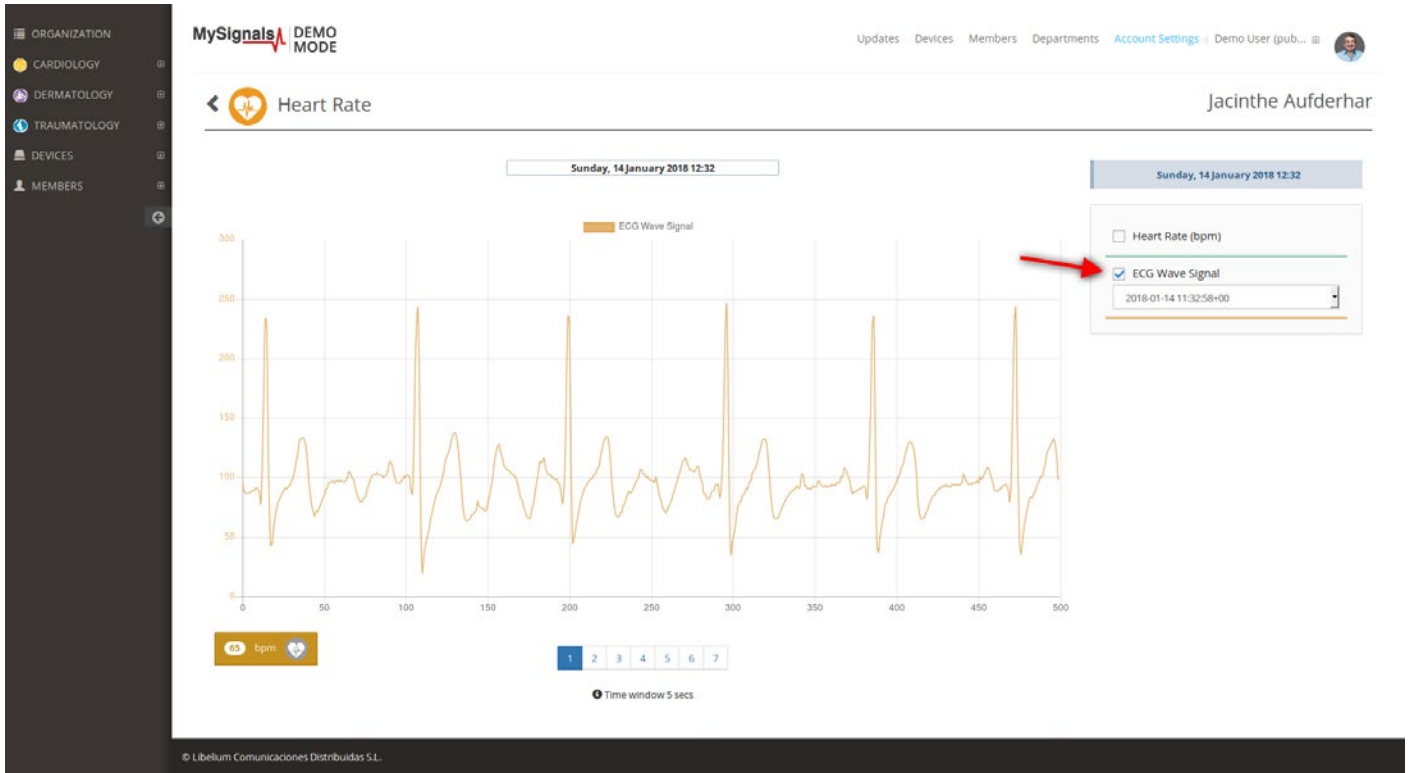 ORGANIZATION
CARDIOLOGY
DERMATOLOGY
TRAUMATOLOGY
DEVICES
MEMBERS
MySignals DEMO MODE
Updates Devices Members Departments Account Settings Demo User (pub...
Heart Rate
Jacinthe Aufderhar
Sunday, 14 January 2018 12:32
Sunday, 14 January 2018 12:32
ECG Wave Signal
Heart Rate (bpm)
ECG Wave Signal
2018-01-14 11:32:58+00
300
250
200
150
100
50
0
0 50 100 150 200 250 300 350 400 450 500
65 bpm
1 2 3 4 5 6 7
Time window 5 secs
© Libelium Comunicaciones Distribuidas S.L.